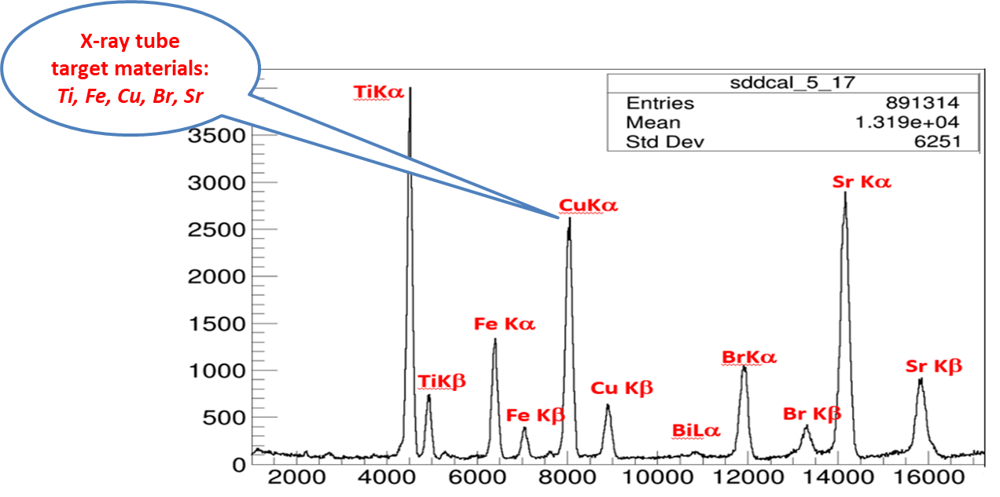 X-ray tube
target materials:
Ti, Fe, Cu, Br, Sr
sddcal_5_17
Entries 891314
Mean 1.319e+04
Std Dev 6251
TiKα
Sr Kα
CuKα
Fe Kα
BrKα
Sr Kβ
TiKβ
Cu Kβ
Fe Kβ
Br Kβ
BiLα
3500
3000
2500
2000
1500
1000
500
0
2000 4000 6000 8000 10000 12000 14000 16000